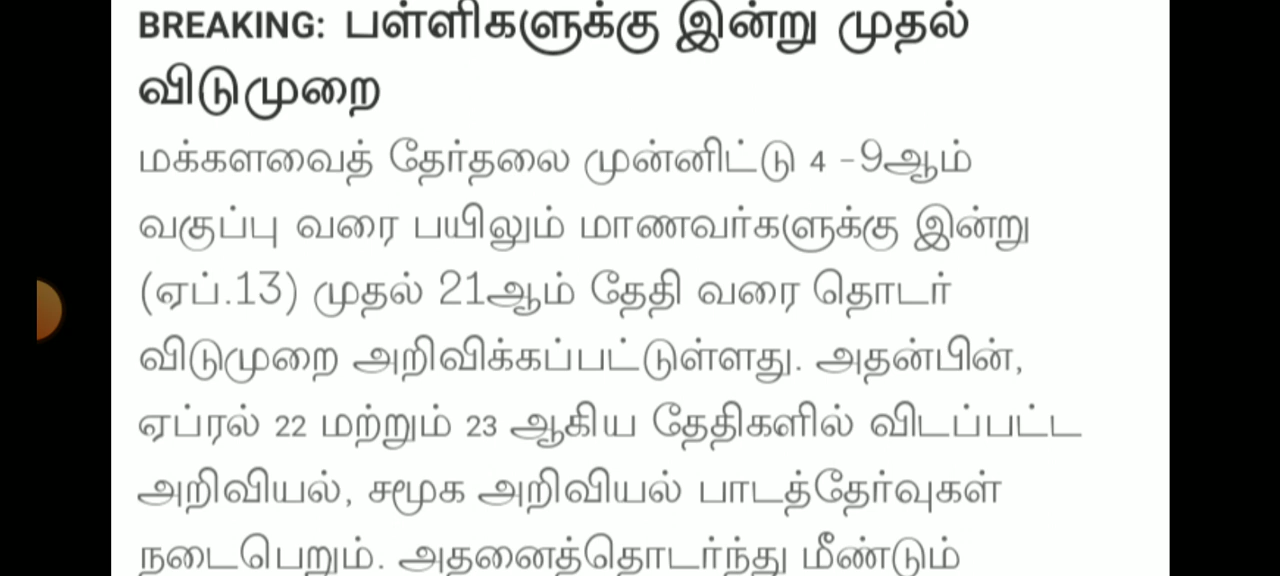 BREAKING: பள்ளிகளுக்கு இன்று முதல்
விடுமுறை
மக்களவைத் தேர்தலை முன்னிட்டு 4 -9ஆம்
வகுப்பு வரை பயிலும் மாணவர்களுக்கு இன்று
(ஏப்.13) முதல் 21ஆம் தேதி வரை தொடர்
விடுமுறை அறிவிக்கப்பட்டுள்ளது. அதன்பின்,
ஏப்ரல் 22 மற்றும் 23 ஆகிய தேதிகளில் விடப்பட்ட
அறிவியல், சமூக அறிவியல் பாடத்தேர்வுகள்
நடைபெறும். அதனைத்தொடர்ந்து மீண்டும்